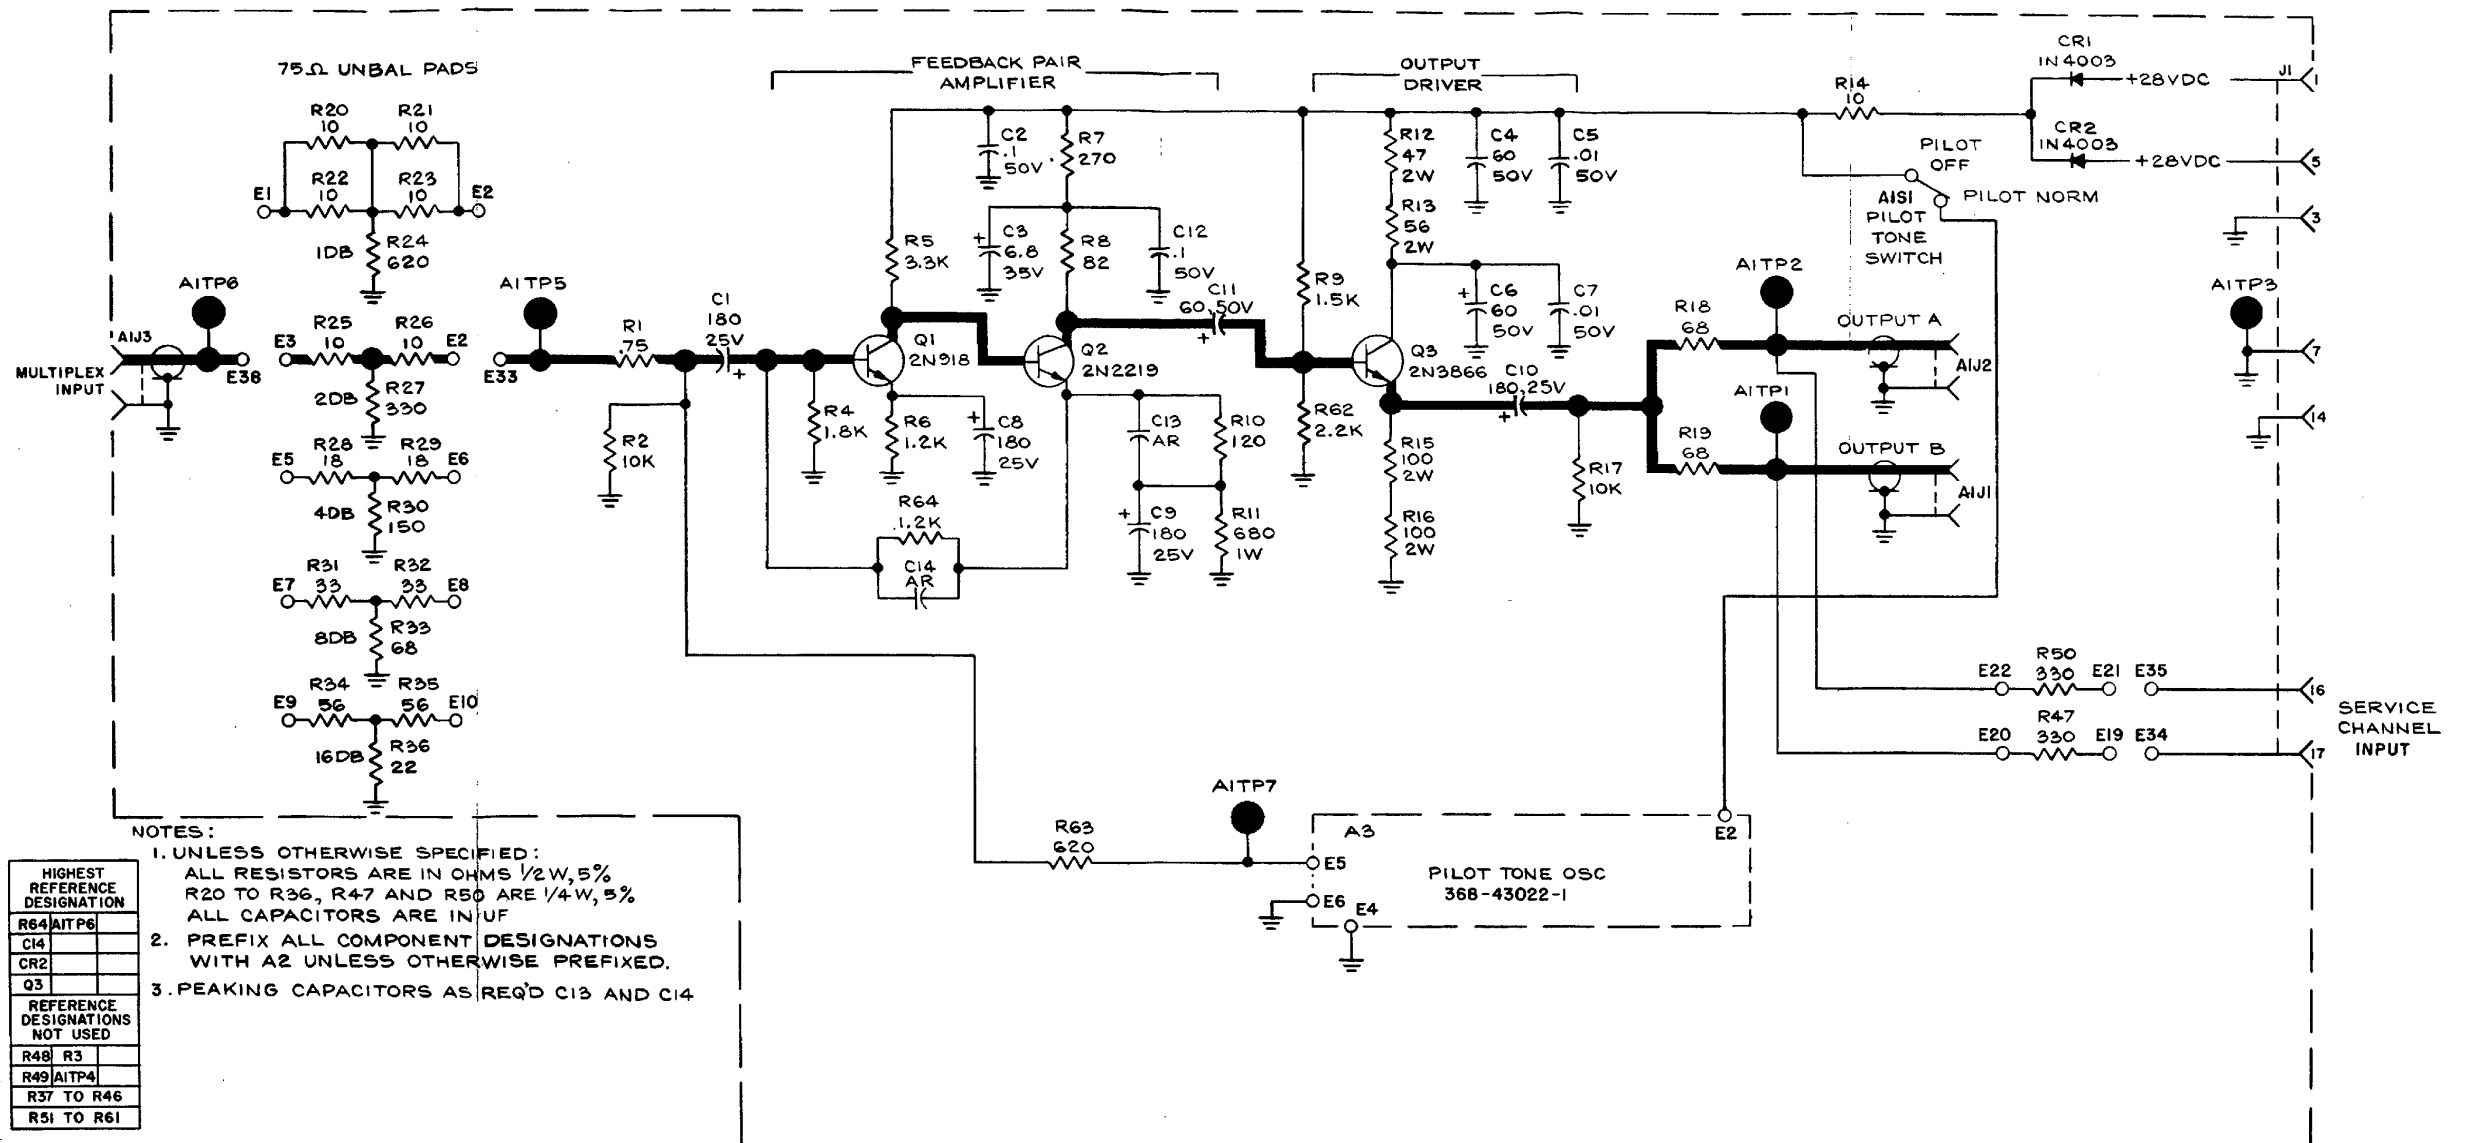 75Ω UNBAL PADS
FEEDBACK PAIR
AMPLIFIER
OUTPUT
DRIVER
CR1
1N4003
+28VDC
J1
1
R14
10
CR2
1N4003
+28VDC
5
PILOT
OFF
PILOT NORM
A1S1
PILOT
TONE
SWITCH
3
R20
10
R21
10
R22
10
R23
10
E1
E2
1DB
R24
620
C2
.1
50V
R7
270
R12
47
2W
C4
60
50V
C5
.01
50V
R13
56
2W
R5
3.3K
+
C3
6.8
35V
R8
82
C12
.1
50V
R9
1.5K
+
C6
60
50V
C7
.01
50V
A1TP6
A1J3
MULTIPLEX
INPUT
E38
E3
R25
10
R26
10
E2
2DB
R27
330
A1TP5
E33
R1
75
C1
180
25V
+
Q1
2N918
Q2
2N2219
C11
60,50V
+
Q3
2N3866
C10
180,25V
+
A1TP2
R18
68
OUTPUT A
A1J2
A1TP1
R19
68
OUTPUT B
A1J1
A1TP3
7
14
R28
18
R29
18
E5
E6
4DB
R30
150
R2
10K
R4
1.8K
R6
1.2K
+
C8
180
25V
C13
AR
R10
120
R62
2.2K
R15
100
2W
R17
10K
R64
1.2K
C14
AR
+
C9
180
25V
R11
680
1W
R16
100
2W
R31
33
R32
33
E7
E8
8DB
R33
68
R34
56
R35
56
E9
E10
16DB
R36
22
E22
R50
330
E21
E35
16
E20
R47
330
E19
E34
17
SERVICE
CHANNEL
INPUT
A1TP7
R63
620
A3
E2
E5
E6
E4
PILOT TONE OSC
368-43022-1
NOTES:
1. UNLESS OTHERWISE SPECIFIED:
ALL RESISTORS ARE IN OHMS 1/2 W, 5%
R20 TO R36, R47 AND R50 ARE 1/4 W, 5%
ALL CAPACITORS ARE IN UF
2. PREFIX ALL COMPONENT DESIGNATIONS
WITH A2 UNLESS OTHERWISE PREFIXED.
3. PEAKING CAPACITORS AS REQ'D C13 AND C14
HIGHEST
REFERENCE
DESIGNATION
R64 A1TP6
C14
CR2
Q3
REFERENCE
DESIGNATIONS
NOT USED
R48 R3
R49 A1TP4
R37 TO R46
R51 TO R61